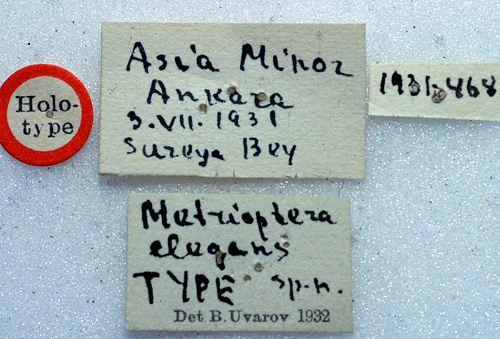 Holo-
type
Asia Minor
Ankara
3.VII.1931
Sureya Bey
1931.468
Metrioptera
elegans
TYPE sp.n.
Det. B. Uvarov 1932